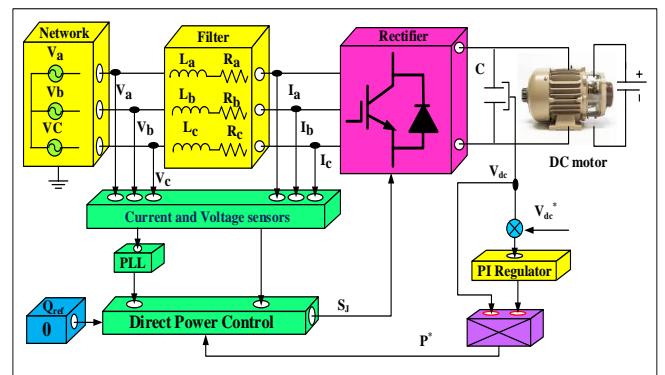 Network
Filter
Rectifier
Va
Vb
VC
La
Ra
Lb
Rb
Lc
Rc
Va
Vb
Vc
Ia
Ib
Ic
C
+
−
DC motor
Vdc
Vdc*
Current and Voltage sensors
PLL
PI Regulator
Qref
0
Direct Power Control
SJ
P*